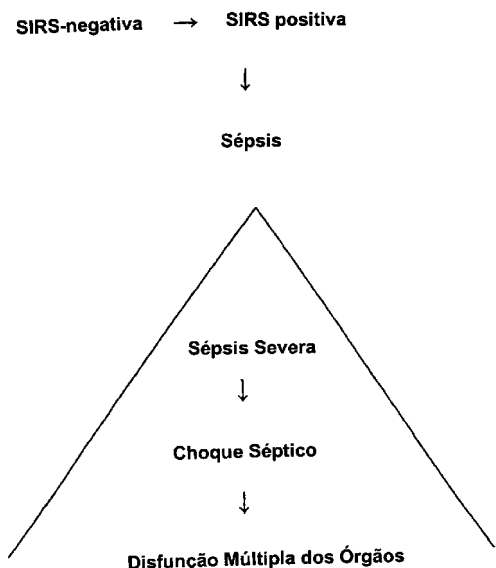 SIRS-negativa → SIRS positiva
↓
Sépsis
Sépsis Severa
↓
Choque Séptico
↓
Disfunção Múltipla dos Órgãos